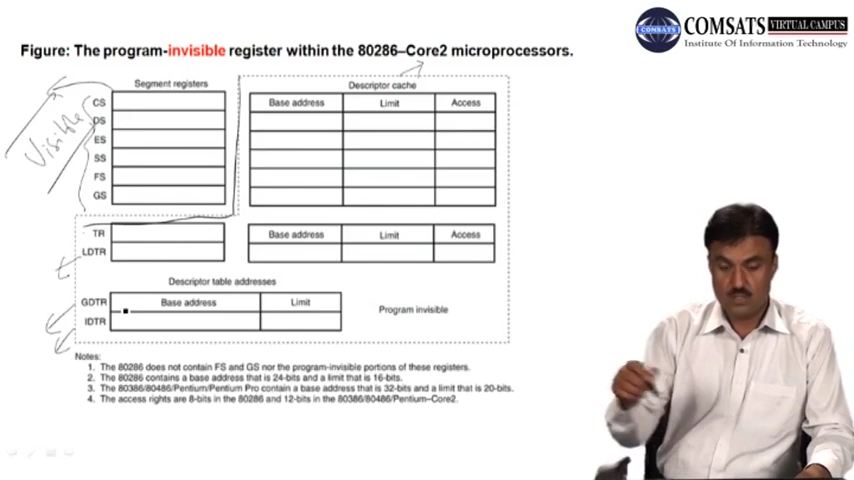 COMSATS VIRTUAL CAMPUS
Institute Of Information Technology
Figure: The program-invisible register within the 80286–Core2 microprocessors.
Segment registers
Descriptor cache
CS
DS
ES
SS
FS
GS
Base address Limit Access
Visible
TR
LDTR
Base address Limit Access
Descriptor table addresses
GDTR Base address Limit
IDTR
Program invisible
Notes:
1. The 80286 does not contain FS and GS nor the program-invisible portions of these registers.
2. The 80286 contains a base address that is 24-bits and a limit that is 16-bits.
3. The 80386/80486/Pentium/Pentium Pro contain a base address that is 32-bits and a limit that is 20-bits.
4. The access rights are 8-bits in the 80286 and 12-bits in the 80386/80486/Pentium–Core2.